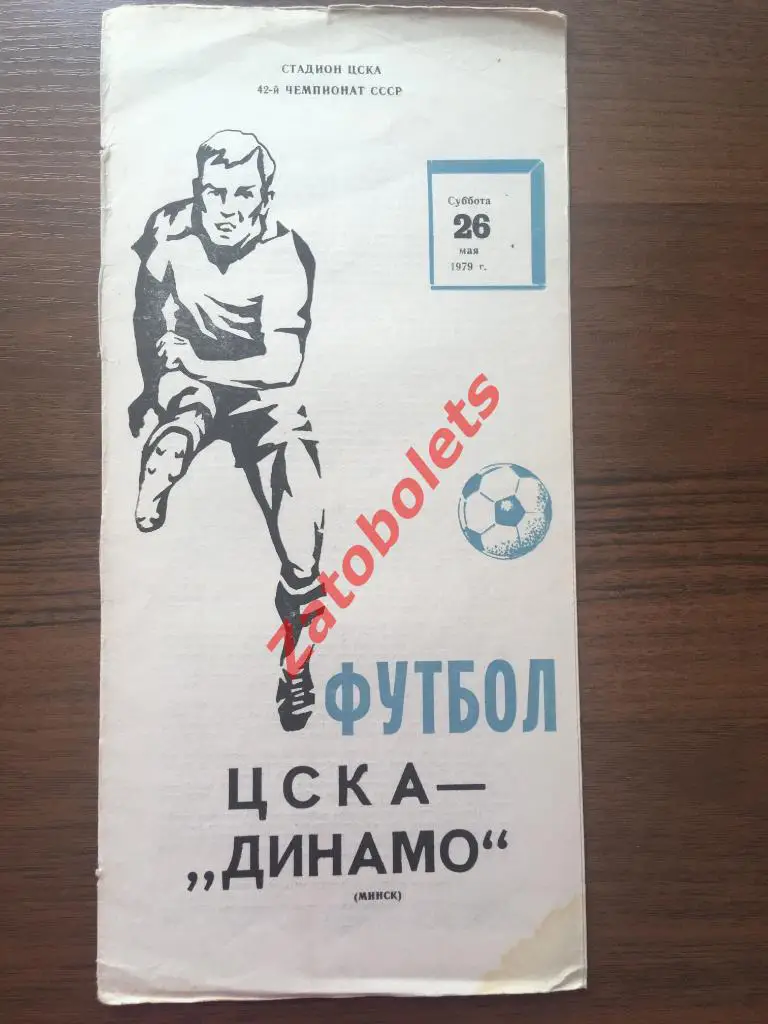 СТАДИОН ЦСКА
42-й ЧЕМПИОНАТ СССР
Суббота
26
мая
1979 г.
Zatobolets
ФУТБОЛ
ЦСКА—
„ДИНАМО“
(МИНСК)